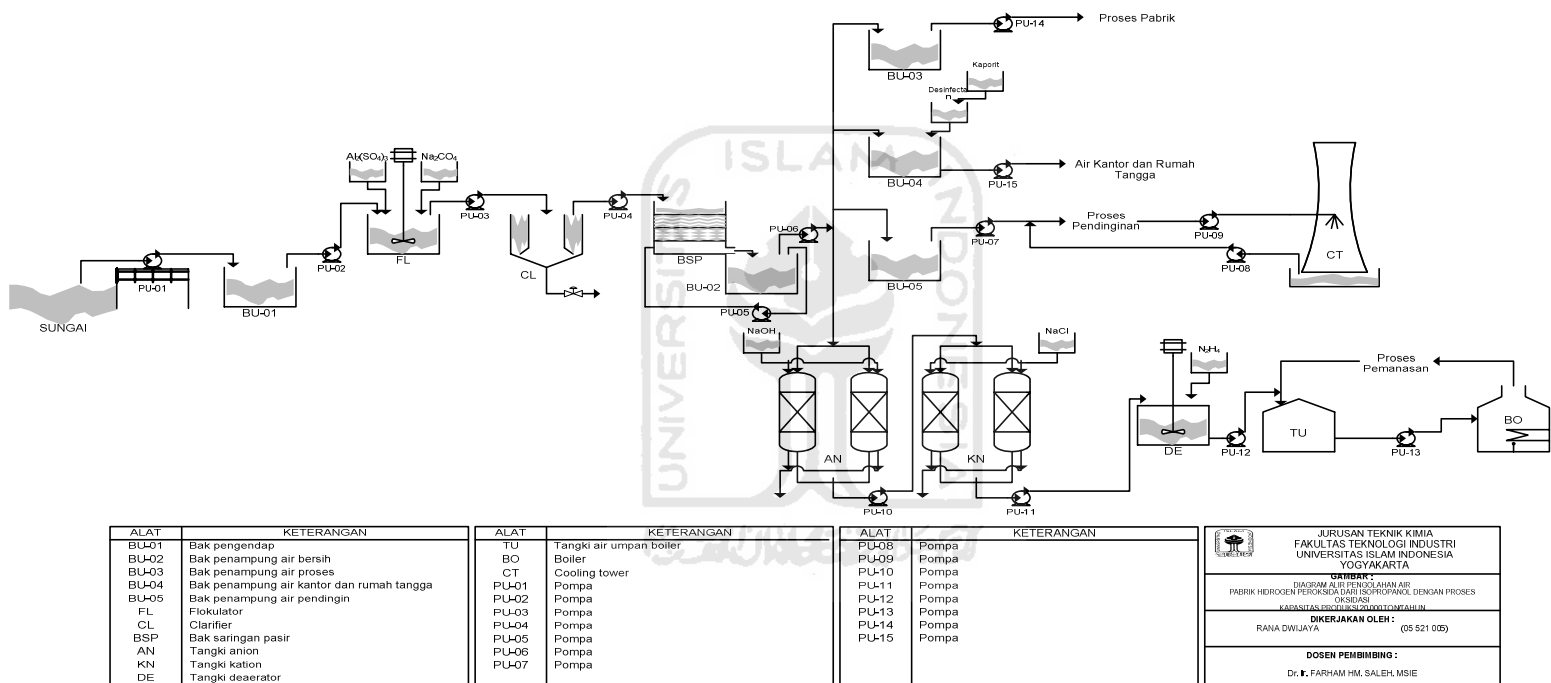 PU-14
Proses Pabrik
BU-03
Kaporit
Desinfecta
n
Al₂(SO₄)₃
Na₂CO₄
BU-04
PU-15
Air Kantor dan Rumah
Tangga
PU-03
PU-04
PU-02
FL
CL
BSP
PU-06
BU-02
PU-05
BU-05
PU-07
Proses
Pendinginan
PU-09
PU-08
CT
PU-01
SUNGAI
BU-01
NaOH
NaCl
N₂H₄
Proses
Pemanasan
AN
KN
PU-10
PU-11
DE
PU-12
TU
PU-13
BO
ISLAM
UNIVERSITAS
INDONESIA
ALAT KETERANGAN
BU-01 Bak pengendap
BU-02 Bak penampung air bersih
BU-03 Bak penampung air proses
BU-04 Bak penampung air kantor dan rumah tangga
BU-05 Bak penampung air pendingin
FL Flokulator
CL Clarifier
BSP Bak saringan pasir
AN Tangki anion
KN Tangki kation
DE Tangki deaerator
ALAT KETERANGAN
TU Tangki air umpan boiler
BO Boiler
CT Cooling tower
PU-01 Pompa
PU-02 Pompa
PU-03 Pompa
PU-04 Pompa
PU-05 Pompa
PU-06 Pompa
PU-07 Pompa
ALAT KETERANGAN
PU-08 Pompa
PU-09 Pompa
PU-10 Pompa
PU-11 Pompa
PU-12 Pompa
PU-13 Pompa
PU-14 Pompa
PU-15 Pompa
JURUSAN TEKNIK KIMIA
FAKULTAS TEKNOLOGI INDUSTRI
UNIVERSITAS ISLAM INDONESIA
YOGYAKARTA
GAMBAR :
DIAGRAM ALIR PENGOLAHAN AIR
PABRIK HIDROGEN PEROKSIDA DARI ISOPROPANOL DENGAN PROSES
OKSIDASI
KAPASITAS PRODUKSI 20.000 TON/TAHUN
DIKERJAKAN OLEH :
RANA DWIJAYA (05 521 005)
DOSEN PEMBIMBING :
Dr. Ir. FARHAM HM. SALEH, MSIE